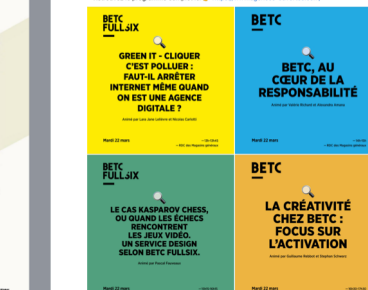 BETC
FULLSIX
GREEN IT - CLIQUER
C'EST POLLUER :
FAUT-IL ARRÊTER
INTERNET MÊME QUAND
ON EST UNE AGENCE
DIGITALE ?
Mardi 22 mars
BETC
BETC, AU
CŒUR DE LA
RESPONSABILITÉ
Mardi 22 mars
BETC
FULLSIX
LE CAS KASPAROV CHESS,
OU QUAND LES ÉCHECS
RENCONTRENT
LES JEUX VIDÉO.
UN SERVICE DESIGN
SELON BETC FULLSIX.
Mardi 22 mars
BETC
LA CRÉATIVITÉ
CHEZ BETC :
FOCUS SUR
L'ACTIVATION
Mardi 22 mars